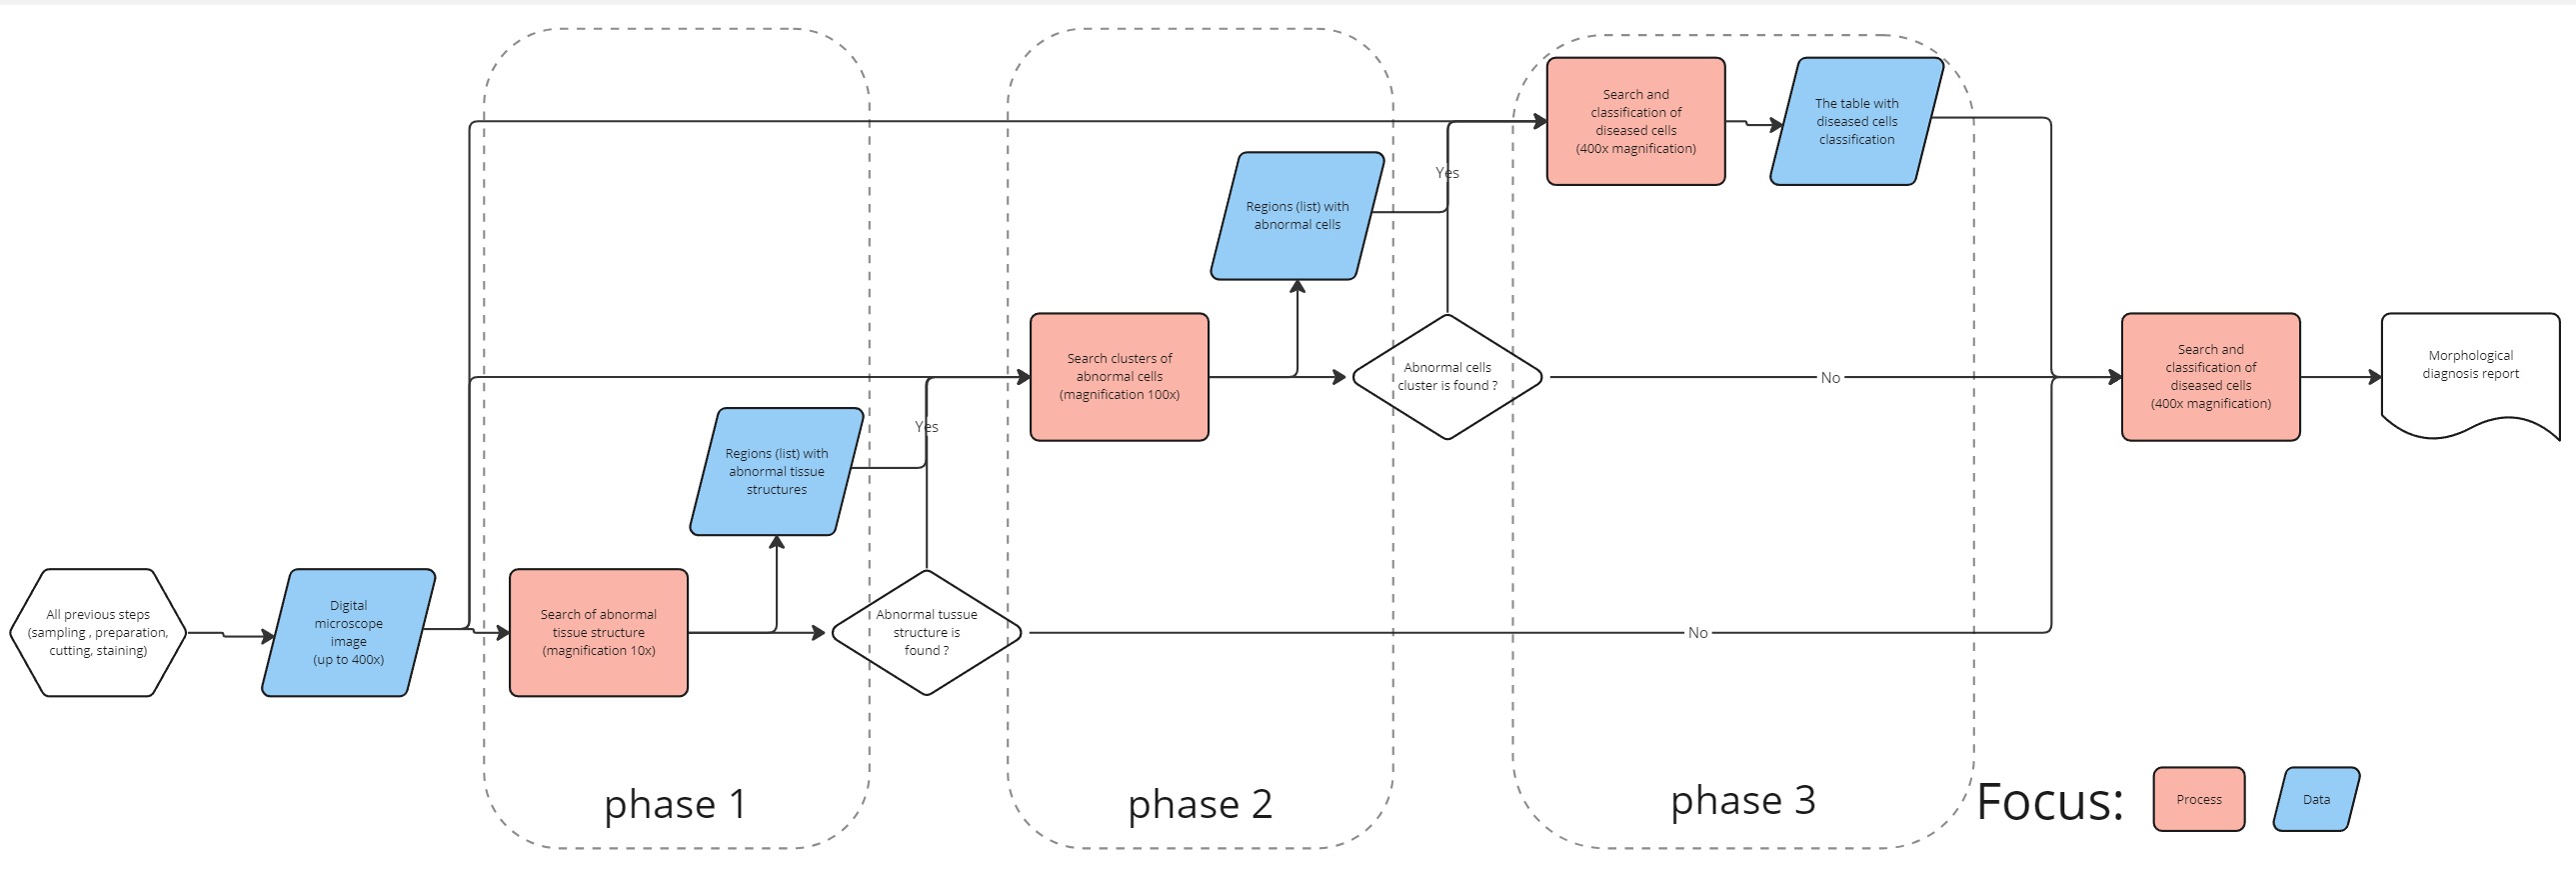 All previous steps
(sampling , preparation,
cutting, staining)
Digital
microscope
image
(up to 400x)
Search of abnormal
tissue structure
(magnification 10x)
Regions (list) with
abnormal tissue
structures
Abnormal tussue
structure is
found ?
Yes
No
phase 1
Search clusters of
abnormal cells
(magnification 100x)
Regions (list) with
abnormal cells
Abnormal cells
cluster is found ?
Yes
No
phase 2
Search and
classification of
diseased cells
(400x magnification)
The table with
diseased cells
classification
phase 3
Search and
classification of
diseased cells
(400x magnification)
Morphological
diagnosis report
Focus:
Process
Data